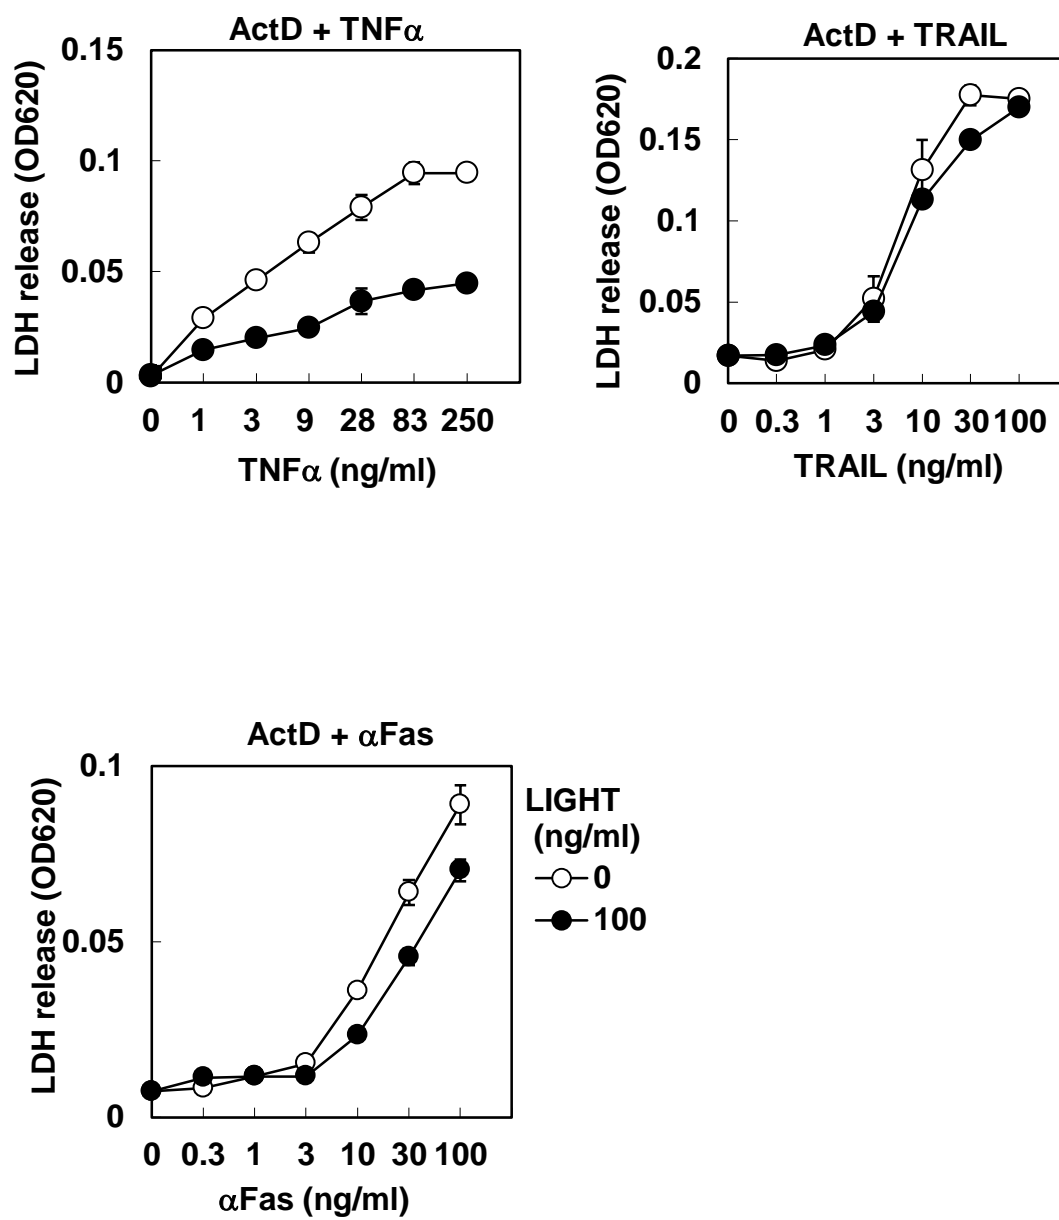 ActD + TNFα
LDH release (OD620)
0.15
0.1
0.05
0
0 1 3 9 28 83 250
TNFα (ng/ml)
ActD + TRAIL
LDH release (OD620)
0.2
0.15
0.1
0.05
0
0 0.3 1 3 10 30 100
TRAIL (ng/ml)
ActD + αFas
LDH release (OD620)
0.1
0.05
0
0 0.3 1 3 10 30 100
αFas (ng/ml)
LIGHT
(ng/ml)
0
100